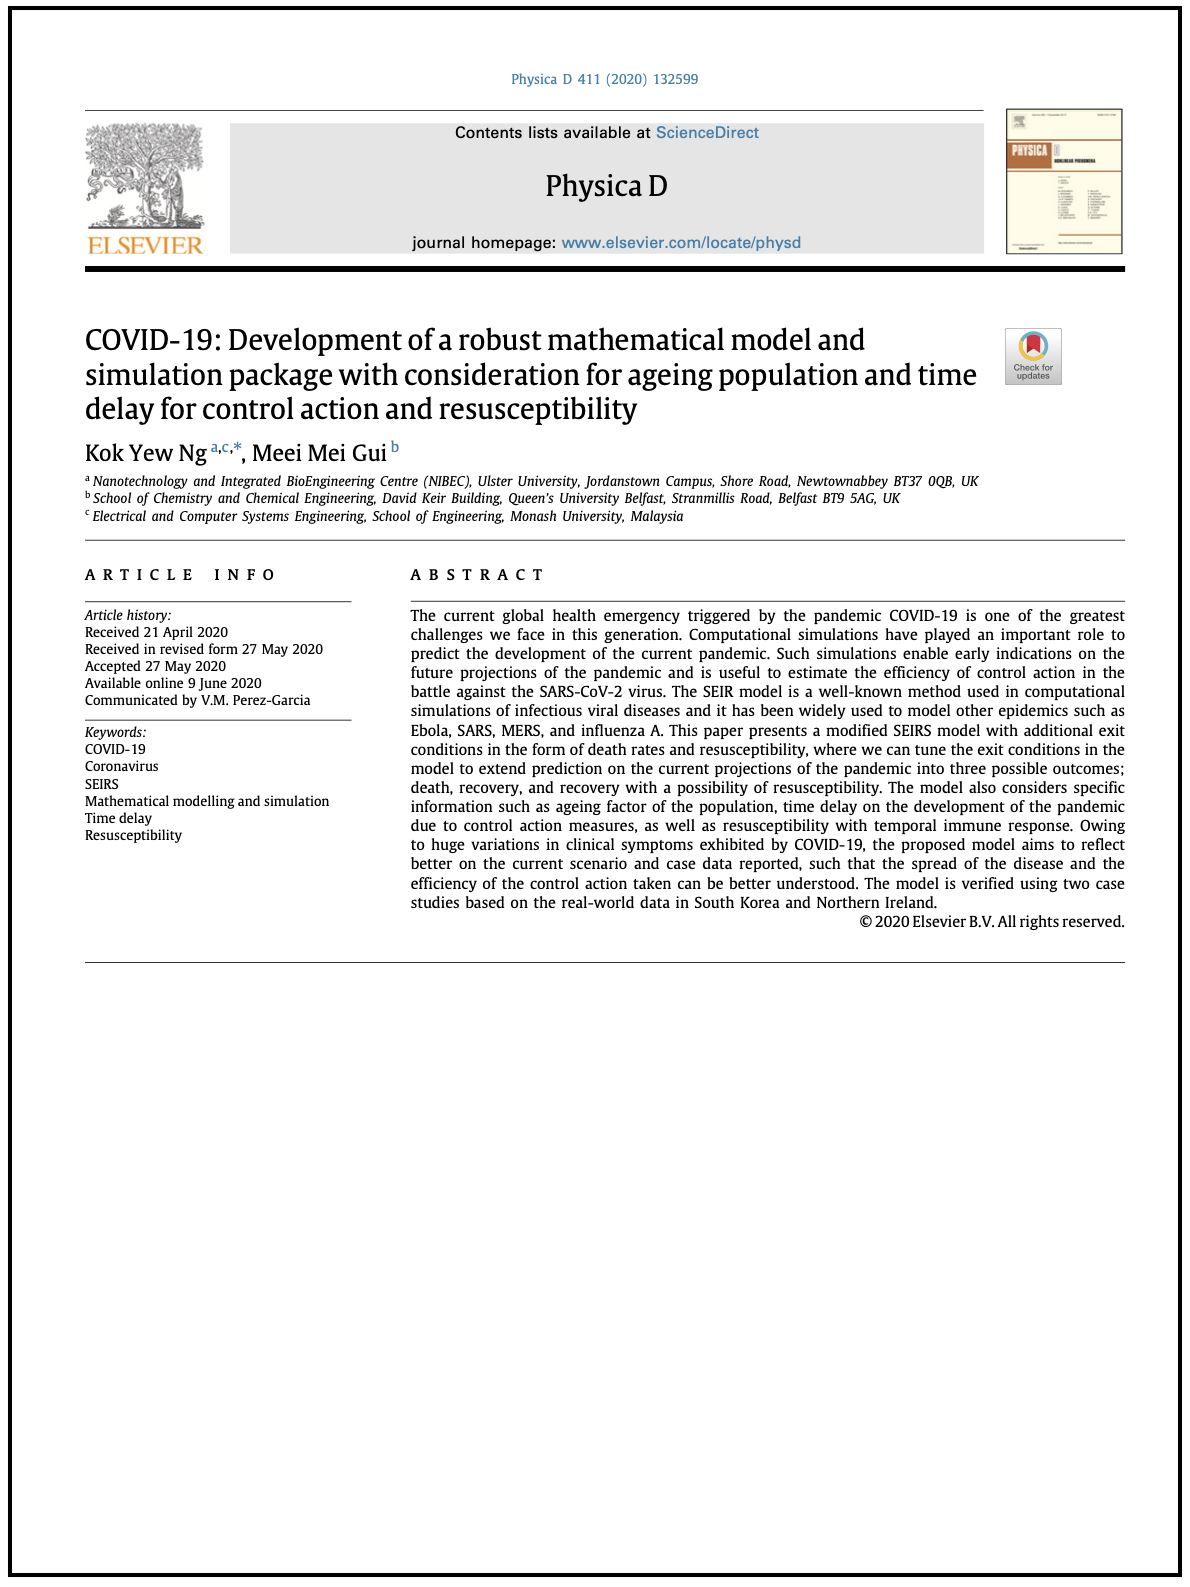 Physica D 411 (2020) 132599
Contents lists available at ScienceDirect
Physica D
journal homepage: www.elsevier.com/locate/physd
ELSEVIER
PHYSICA D
NONLINEAR PHENOMENA
COVID-19: Development of a robust mathematical model and
simulation package with consideration for ageing population and time
delay for control action and resusceptibility
Check for
updates
Kok Yew Ng a,c,*, Meei Mei Gui b
a Nanotechnology and Integrated BioEngineering Centre (NIBEC), Ulster University, Jordanstown Campus, Shore Road, Newtownabbey BT37 0QB, UK
b School of Chemistry and Chemical Engineering, David Keir Building, Queen's University Belfast, Stranmillis Road, Belfast BT9 5AG, UK
c Electrical and Computer Systems Engineering, School of Engineering, Monash University, Malaysia
ARTICLE INFO
Article history:
Received 21 April 2020
Received in revised form 27 May 2020
Accepted 27 May 2020
Available online 9 June 2020
Communicated by V.M. Perez-Garcia
Keywords:
COVID-19
Coronavirus
SEIRS
Mathematical modelling and simulation
Time delay
Resusceptibility
ABSTRACT
The current global health emergency triggered by the pandemic COVID-19 is one of the greatest
challenges we face in this generation. Computational simulations have played an important role to
predict the development of the current pandemic. Such simulations enable early indications on the
future projections of the pandemic and is useful to estimate the efficiency of control action in the
battle against the SARS-CoV-2 virus. The SEIR model is a well-known method used in computational
simulations of infectious viral diseases and it has been widely used to model other epidemics such as
Ebola, SARS, MERS, and influenza A. This paper presents a modified SEIRS model with additional exit
conditions in the form of death rates and resusceptibility, where we can tune the exit conditions in the
model to extend prediction on the current projections of the pandemic into three possible outcomes;
death, recovery, and recovery with a possibility of resusceptibility. The model also considers specific
information such as ageing factor of the population, time delay on the development of the pandemic
due to control action measures, as well as resusceptibility with temporal immune response. Owing
to huge variations in clinical symptoms exhibited by COVID-19, the proposed model aims to reflect
better on the current scenario and case data reported, such that the spread of the disease and the
efficiency of the control action taken can be better understood. The model is verified using two case
studies based on the real-world data in South Korea and Northern Ireland.
© 2020 Elsevier B.V. All rights reserved.